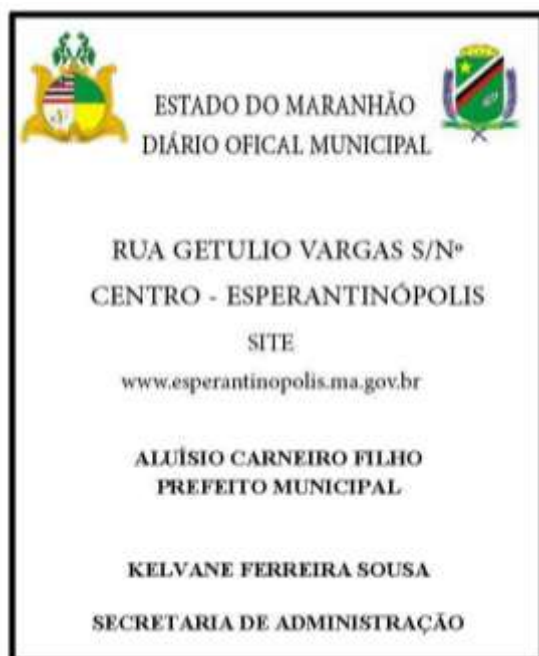 ESTADO DO MARANHÃO
DIÁRIO OFICAL MUNICIPAL
RUA GETULIO VARGAS S/Nº
CENTRO - ESPERANTINÓPOLIS
SITE
www.esperantinopolis.ma.gov.br
ALUÍSIO CARNEIRO FILHO
PREFEITO MUNICIPAL
KELVANE FERREIRA SOUSA
SECRETARIA DE ADMINISTRAÇÃO